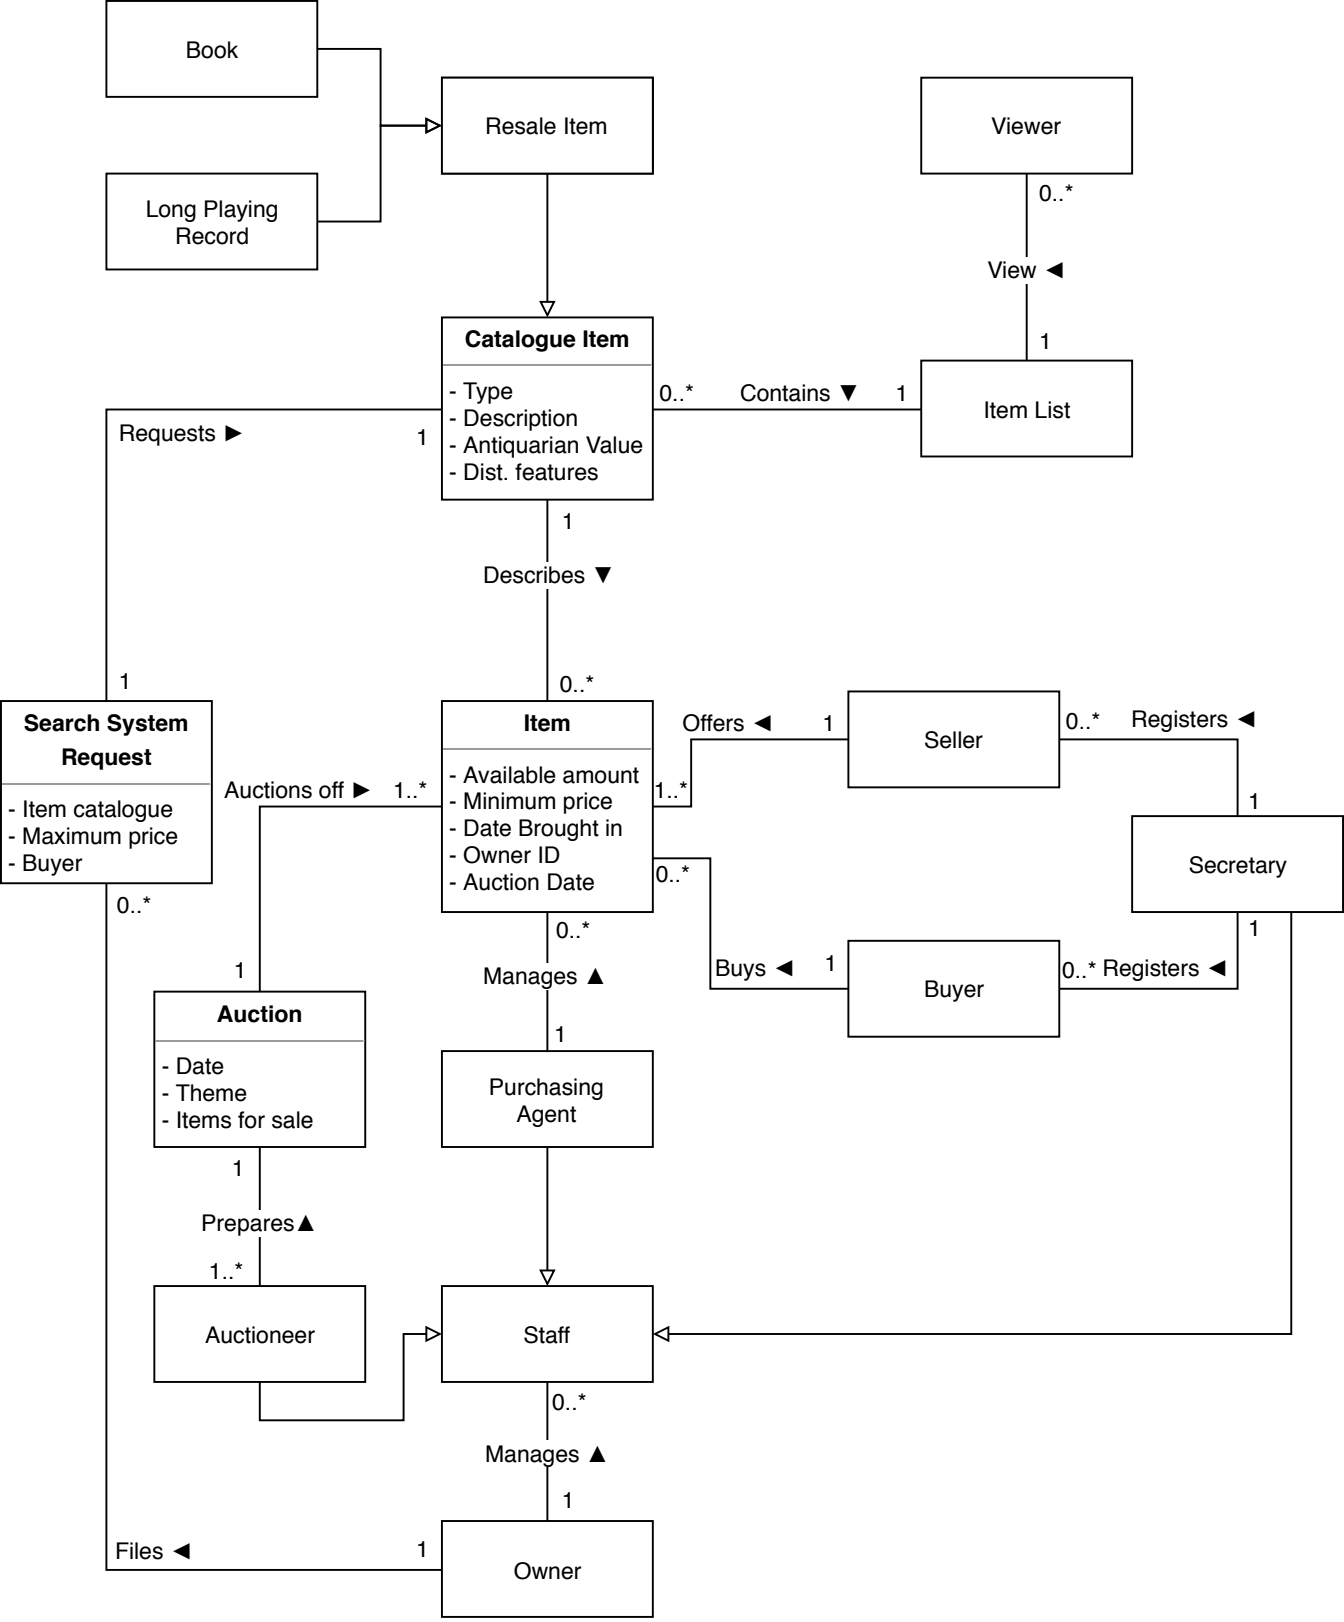 Book
Resale Item
Viewer
Long Playing
Record
0..*
View ◄
1
Catalogue Item
- Type
- Description
- Antiquarian Value
- Dist. features
0..*
Contains ▼
1
Item List
Requests ►
1
1
Describes ▼
0..*
1
Search System
Request
- Item catalogue
- Maximum price
- Buyer
0..*
Item
- Available amount
- Minimum price
- Date Brought in
- Owner ID
- Auction Date
Offers ◄
1
1..*
Seller
0..*
Registers ◄
1
Secretary
1
Auctions off ►
1..*
0..*
Buys ◄
1
Buyer
0..*
Registers ◄
0..*
Manages ▲
1
1
Auction
- Date
- Theme
- Items for sale
Purchasing
Agent
1
Prepares▲
1..*
Auctioneer
Staff
0..*
Manages ▲
1
Files ◄
1
Owner